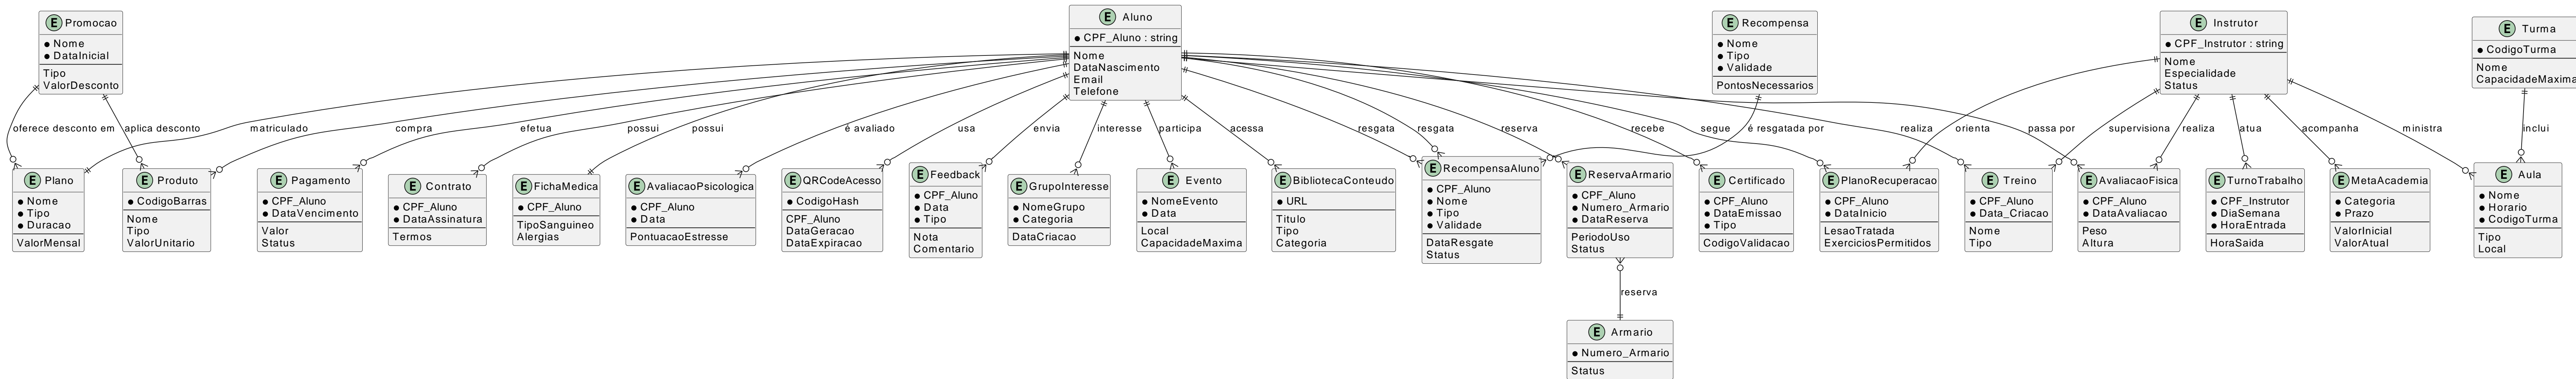 E Promocao
Nome
DataInicial
Tipo
ValorDesconto
E Aluno
CPF_Aluno : string
Nome
DataNascimento
Email
Telefone
E Recompensa
Nome
Tipo
Validade
PontosNecessarios
E Instrutor
CPF_Instrutor : string
Nome
Especialidade
Status
E Turma
CodigoTurma
Nome
CapacidadeMaxima
oferece desconto em
aplica desconto
matriculado
compra
efetua
possui
possui
é avaliado
usa
envia
interesse
participa
acessa
resgata
resgata
reserva
recebe
segue
é resgatada por
realiza
orienta
passa por
supervisiona
realiza
atua
acompanha
ministra
inclui
E Plano
Nome
Tipo
Duracao
ValorMensal
E Produto
CodigoBarras
Nome
Tipo
ValorUnitario
E Pagamento
CPF_Aluno
DataVencimento
Valor
Status
E Contrato
CPF_Aluno
DataAssinatura
Termos
E FichaMedica
CPF_Aluno
TipoSanguineo
Alergias
E AvaliacaoPsicologica
CPF_Aluno
Data
PontuacaoEstresse
E QRCodeAcesso
CodigoHash
CPF_Aluno
DataGeracao
DataExpiracao
E Feedback
CPF_Aluno
Data
Tipo
Nota
Comentario
E GrupoInteresse
NomeGrupo
Categoria
DataCriacao
E Evento
NomeEvento
Data
Local
CapacidadeMaxima
E BibliotecaConteudo
URL
Titulo
Tipo
Categoria
E RecompensaAluno
CPF_Aluno
Nome
Tipo
Validade
DataResgate
Status
E ReservaArmario
CPF_Aluno
Numero_Armario
DataReserva
PeriodoUso
Status
E Certificado
CPF_Aluno
DataEmissao
Tipo
CodigoValidacao
E PlanoRecuperacao
CPF_Aluno
DataInicio
LesaoTratada
ExerciciosPermitidos
E Treino
CPF_Aluno
Data_Criacao
Nome
Tipo
E AvaliacaoFisica
CPF_Aluno
DataAvaliacao
Peso
Altura
E TurnoTrabalho
CPF_Instrutor
DiaSemana
HoraEntrada
HoraSaida
E MetaAcademia
Categoria
Prazo
ValorInicial
ValorAtual
E Aula
Nome
Horario
CodigoTurma
Tipo
Local
reserva
E Armario
Numero_Armario
Status